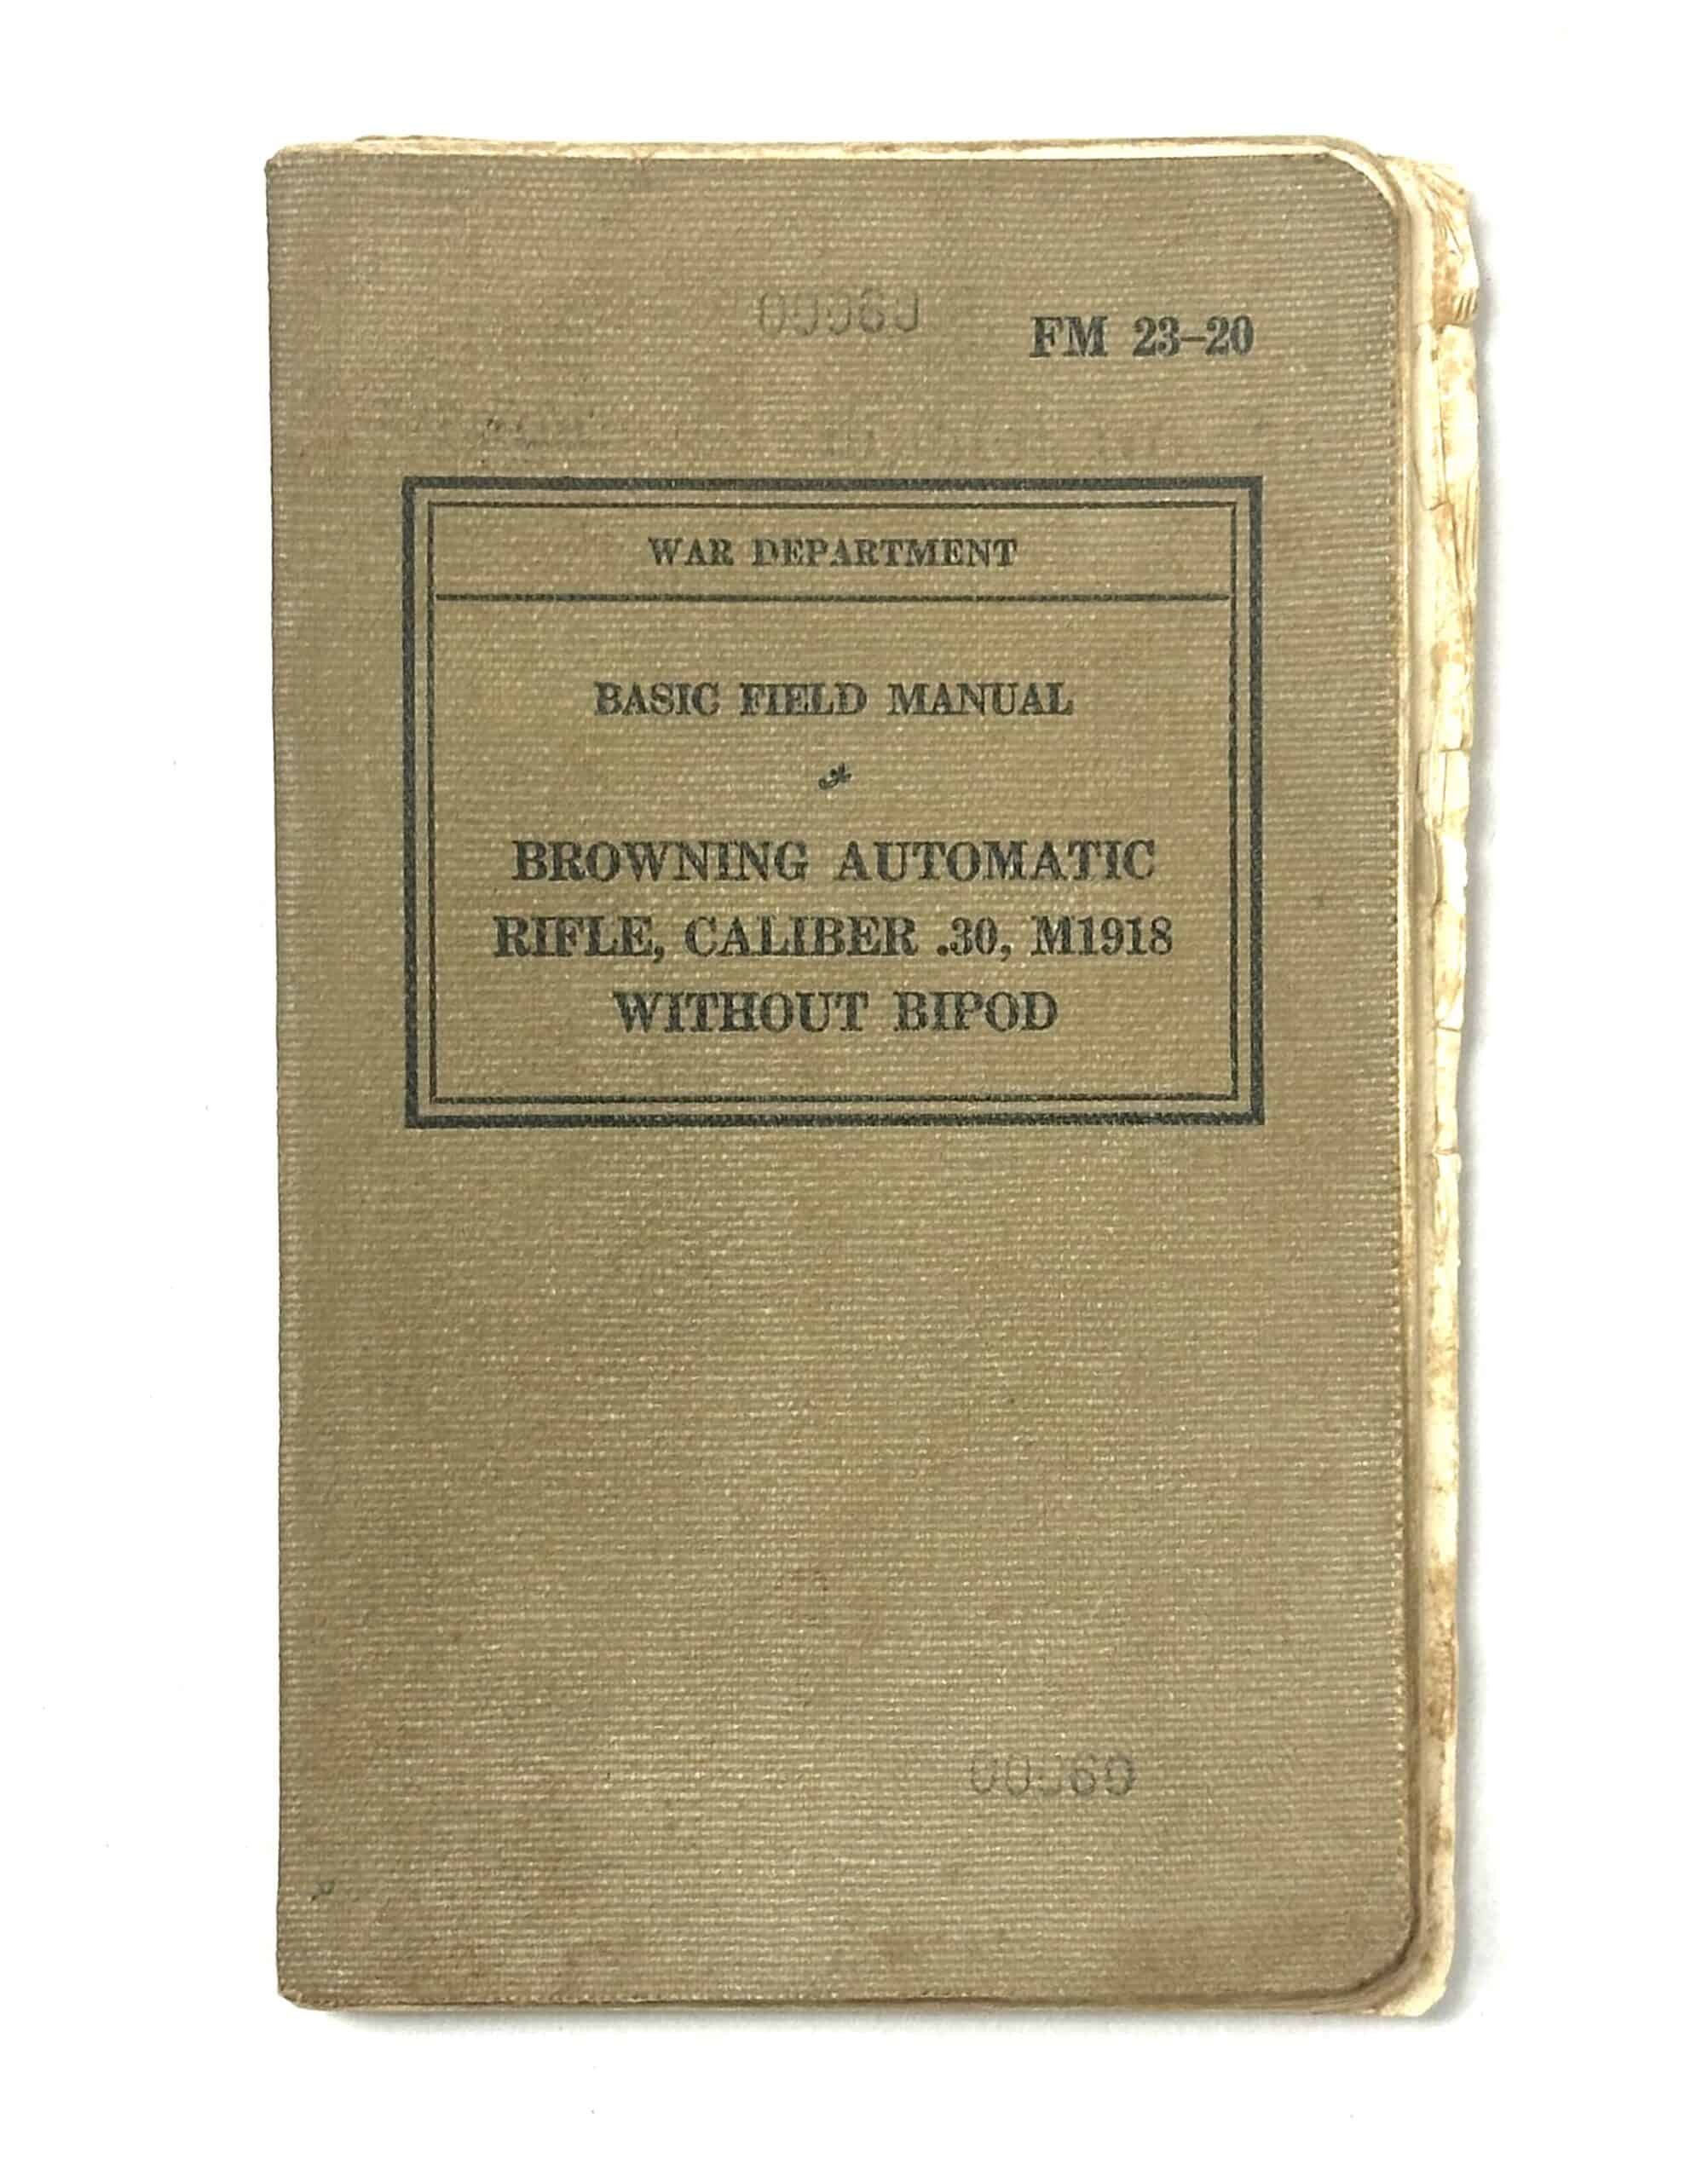 FM 23–20
WAR DEPARTMENT
BASIC FIELD MANUAL
BROWNING AUTOMATIC
RIFLE, CALIBER .30, M1918
WITHOUT BIPOD